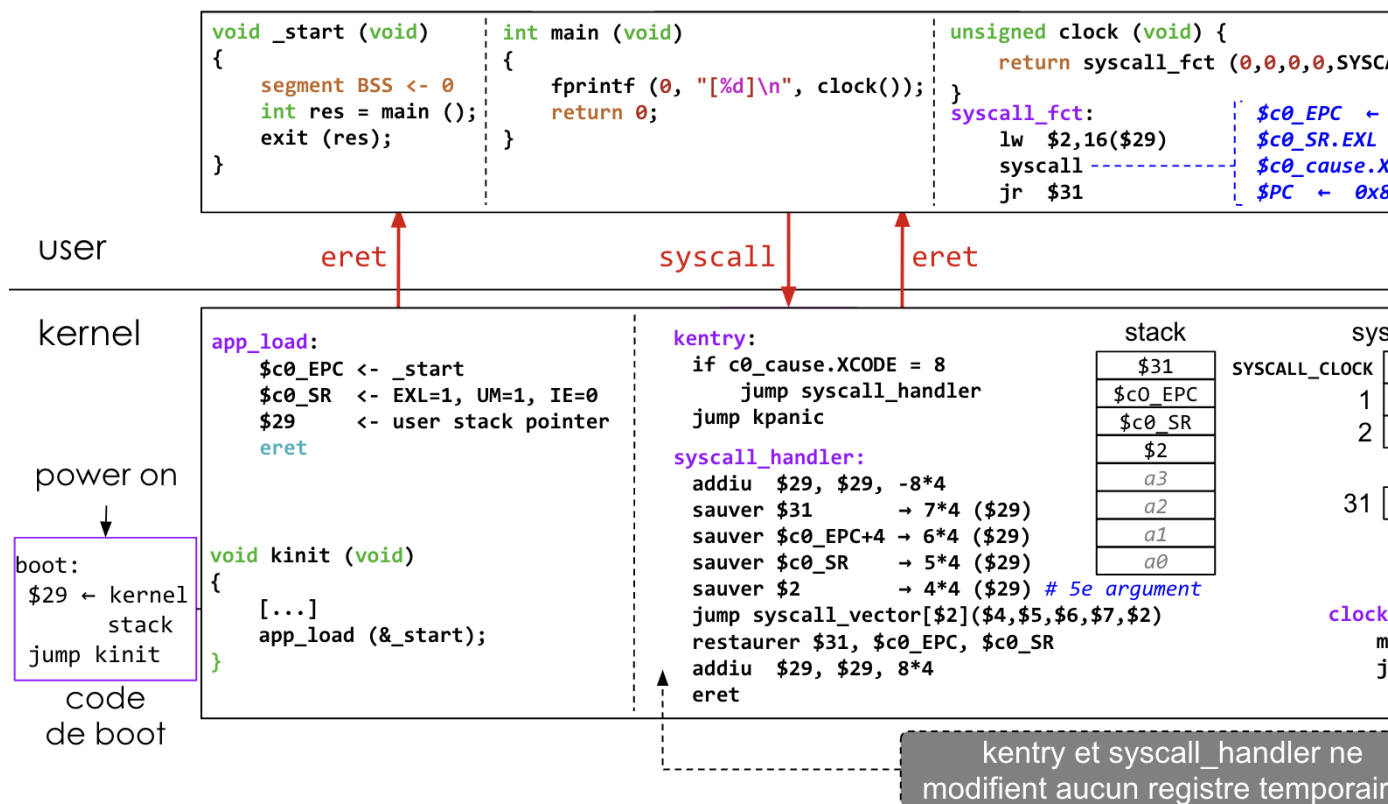 void _start (void)
{
segment BSS <- 0
int res = main ();
exit (res);
}
int main (void)
{
fprintf (0, "[%d]\n", clock());
return 0;
}
unsigned clock (void) {
return syscall_fct (0,0,0,0,SYSCA
}
syscall_fct:
lw $2,16($29)
syscall
jr $31
$c0_EPC ←
$c0_SR.EXL
$c0_cause.X
$PC ← 0x8
user
eret
syscall
eret
kernel
power on
boot:
$29 ← kernel
stack
jump kinit
code
de boot
app_load:
$c0_EPC <- _start
$c0_SR <- EXL=1, UM=1, IE=0
$29 <- user stack pointer
eret
void kinit (void)
{
[...]
app_load (&_start);
}
kentry:
if c0_cause.XCODE = 8
jump syscall_handler
jump kpanic
syscall_handler:
addiu $29, $29, -8*4
sauver $31 → 7*4 ($29)
sauver $c0_EPC+4 → 6*4 ($29)
sauver $c0_SR → 5*4 ($29)
sauver $2 → 4*4 ($29) # 5e argument
jump syscall_vector[$2]($4,$5,$6,$7,$2)
restaurer $31, $c0_EPC, $c0_SR
addiu $29, $29, 8*4
eret
stack
$31
$cO_EPC
$c0_SR
$2
a3
a2
a1
a0
sys
SYSCALL_CLOCK
1
2
31
clock
m
j
kentry et syscall_handler ne
modifient aucun registre temporair